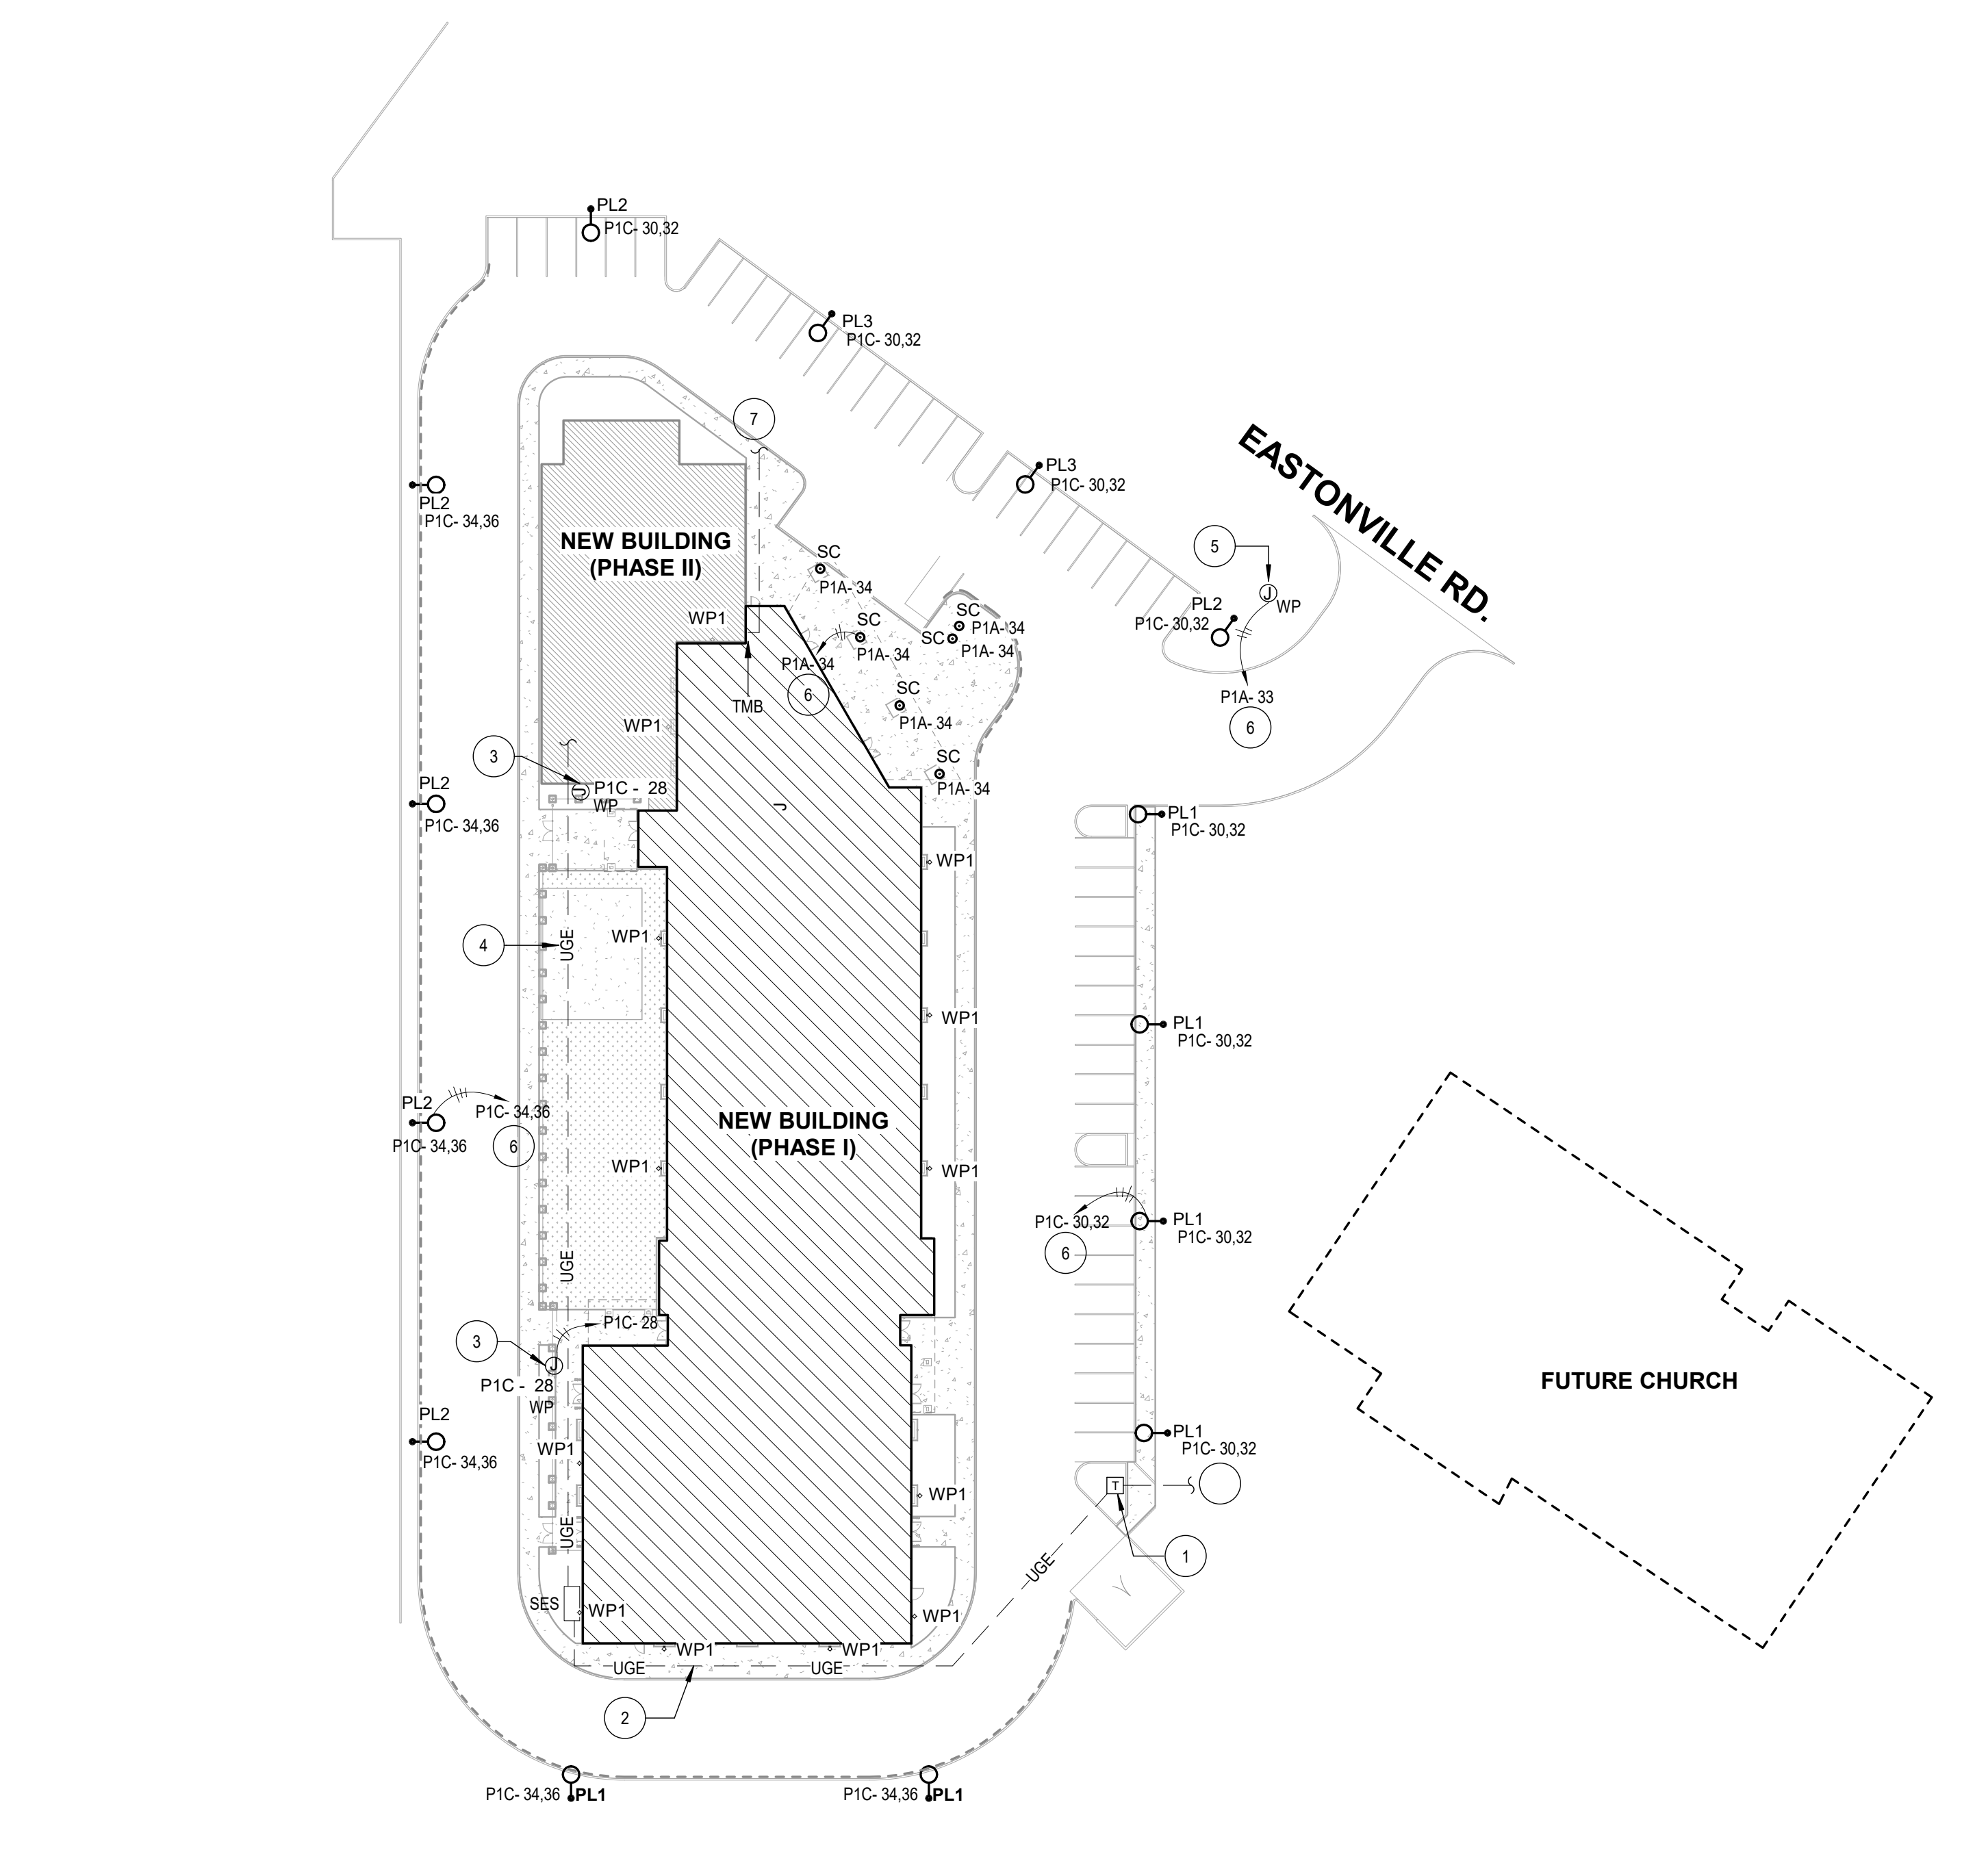 PL2
P1C- 30,32
PL3
P1C- 30,32
7
EASTONVILLE RD.
PL3
P1C- 30,32
PL2
P1C- 34,36
NEW BUILDING
(PHASE II)
5
J
WP
SC
P1A- 34
PL2
P1C- 30,32
WP1
SC
P1A- 34
SC
P1A- 34
SC
P1A- 34
P1A- 34
6
SC
P1A- 34
P1A- 33
6
TMB
WP1
3
J
P1C - 28
WP
SC
P1A- 34
J
PL2
P1C- 34,36
PL1
P1C- 30,32
WP1
4
UGE
WP1
WP1
PL1
P1C- 30,32
PL2
P1C- 34,36
P1C- 34,36
6
NEW BUILDING
(PHASE I)
WP1
WP1
P1C- 30,32
6
PL1
P1C- 30,32
UGE
3
P1C- 28
J
P1C - 28
WP
FUTURE CHURCH
PL2
P1C- 34,36
WP1
PL1
P1C- 30,32
WP1
T
UGE
1
UGE
SES
WP1
WP1
WP1
WP1
UGE
UGE
2
P1C- 34,36
PL1
P1C- 34,36
PL1